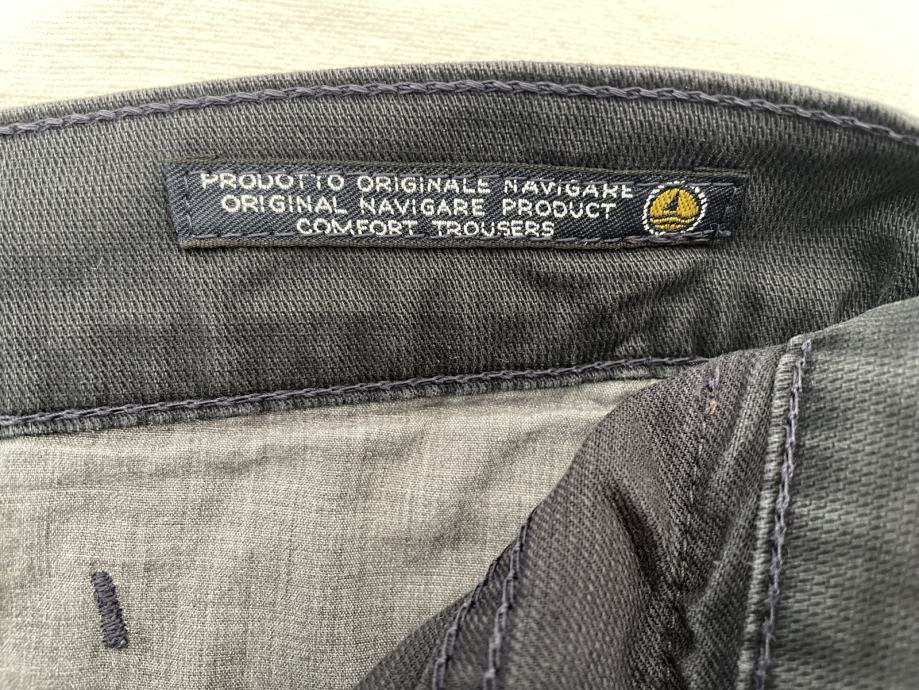 PRODOTTO ORIGINALE NAVIGARE
ORIGINAL NAVIGARE PRODUCT
COMFORT TROUSERS